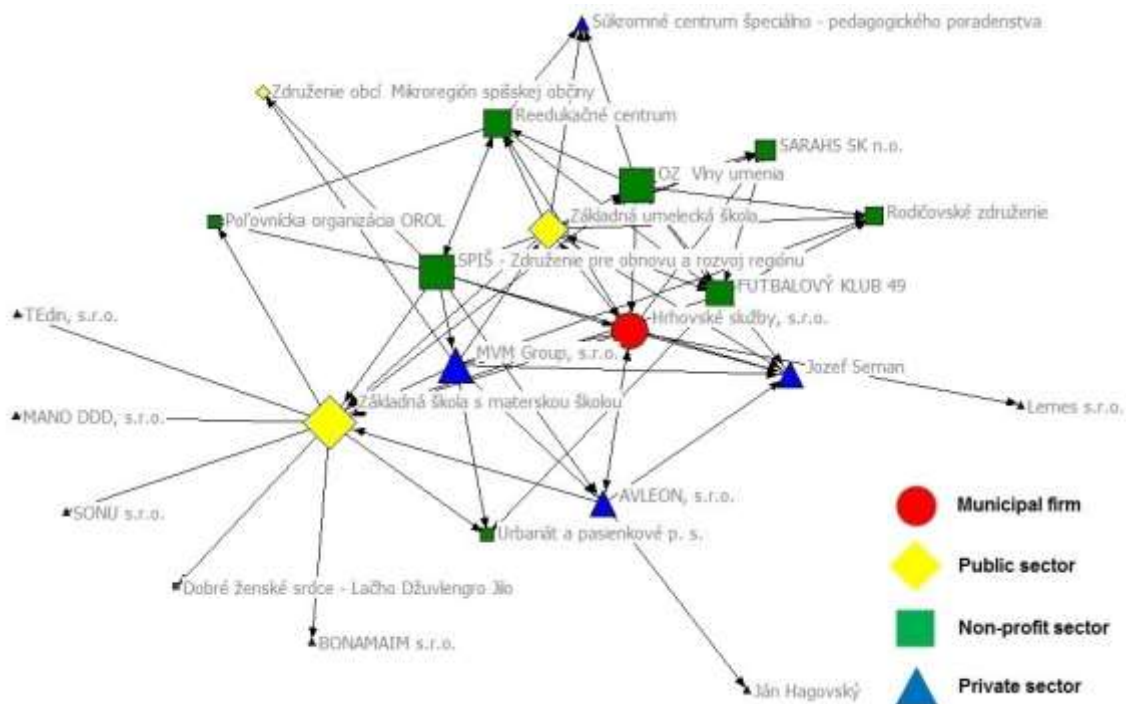 Súkromné centrum špeciálno - pedagogického poradenstva
Združenie obcí Mikroregión spišskej občiny
Reedukačné centrum
SARAHS SK n.o.
OZ Vlny umenia
Základná umelecká škola
Rodičovské združenie
Poľovnícka organizácia OROL
SPIŠ - Združenie pre obnovu a rozvoj regiónu
FUTBALOVÝ KLUB 49
TEdin, s.r.o.
Hrhovské služby, s.r.o.
MVM Group, s.r.o.
Jozef Seman
Základná škola s materskou školou
Lemes s.r.o.
MANO DDD, s.r.o.
AVLEON, s.r.o.
Municipal firm
SONU s.r.o.
Urbariát a pasienkové p. s.
Public sector
Dobré ženské srdce - Lačho Džuvlengro Jilo
Non-profit sector
BONAMAIM s.r.o.
Ján Hagovský
Private sector